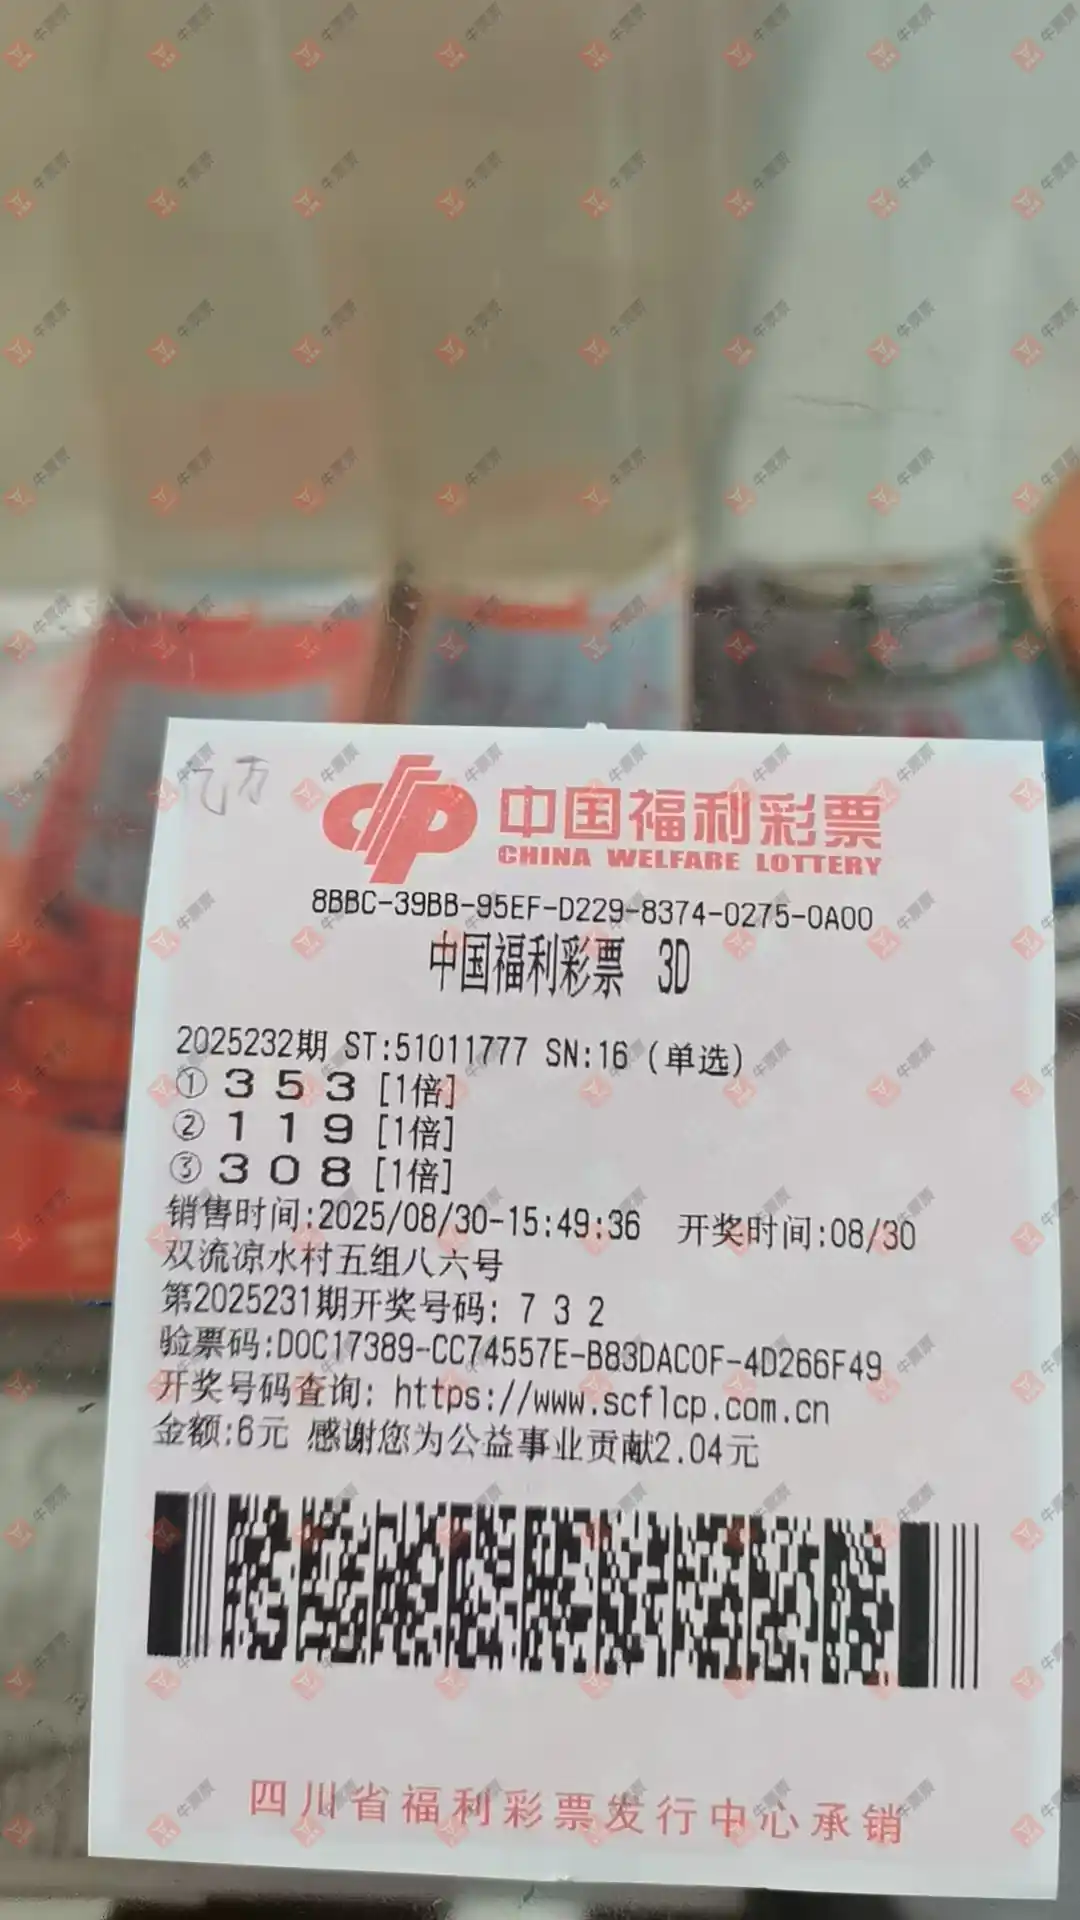 亿万
中国福利彩票
CHINA WELFARE LOTTERY
8BBC-39BB-95EF-D229-8374-0275-0A00
中国福利彩票 3D
2025232期 ST:51011777 SN:16 (单选)
① 3 5 3 [1倍]
② 1 1 9 [1倍]
③ 3 0 8 [1倍]
销售时间:2025/08/30-15:49:36 开奖时间:08/30
双流凉水村五组八六号
第2025231期开奖号码: 7 3 2
验票码:D0C17389-CC74557E-B83DAC0F-4D266F49
开奖号码查询: https://www.scflcp.com.cn
金额:6元 感谢您为公益事业贡献2.04元
四川省福利彩票发行中心承销
牛票票